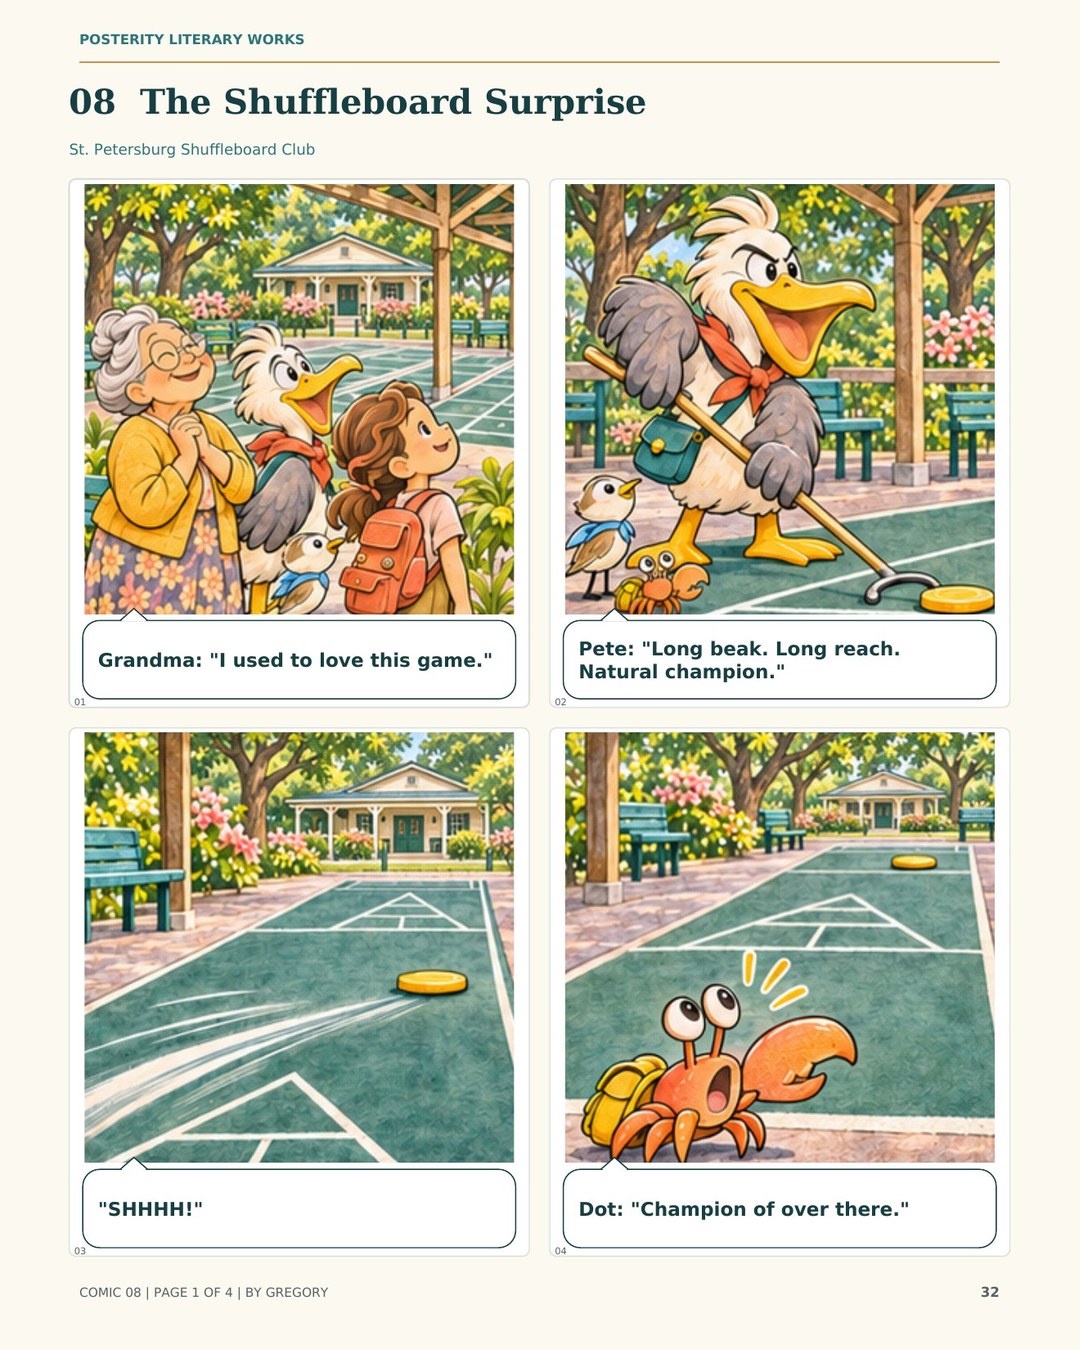 POSTERITY LITERARY WORKS
08 The Shuffleboard Surprise
St. Petersburg Shuffleboard Club
Grandma: "I used to love this game."
01
Pete: "Long beak. Long reach.
Natural champion."
02
"SHHHH!"
03
Dot: "Champion of over there."
04
COMIC 08 | PAGE 1 OF 4 | BY GREGORY
32